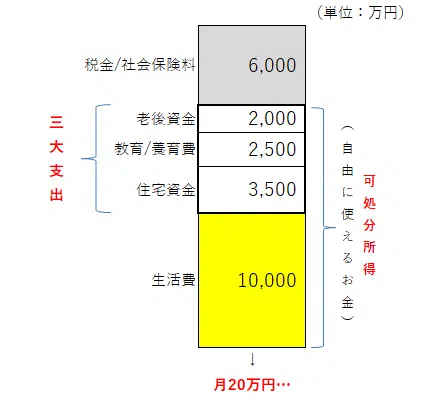 (単位：万円)
税金/社会保険料 6,000
老後資金 2,000
教育/養育費 2,500
住宅資金 3,500
生活費 10,000
三大支出
(自由に使えるお金)
可処分所得
↓
月20万円…